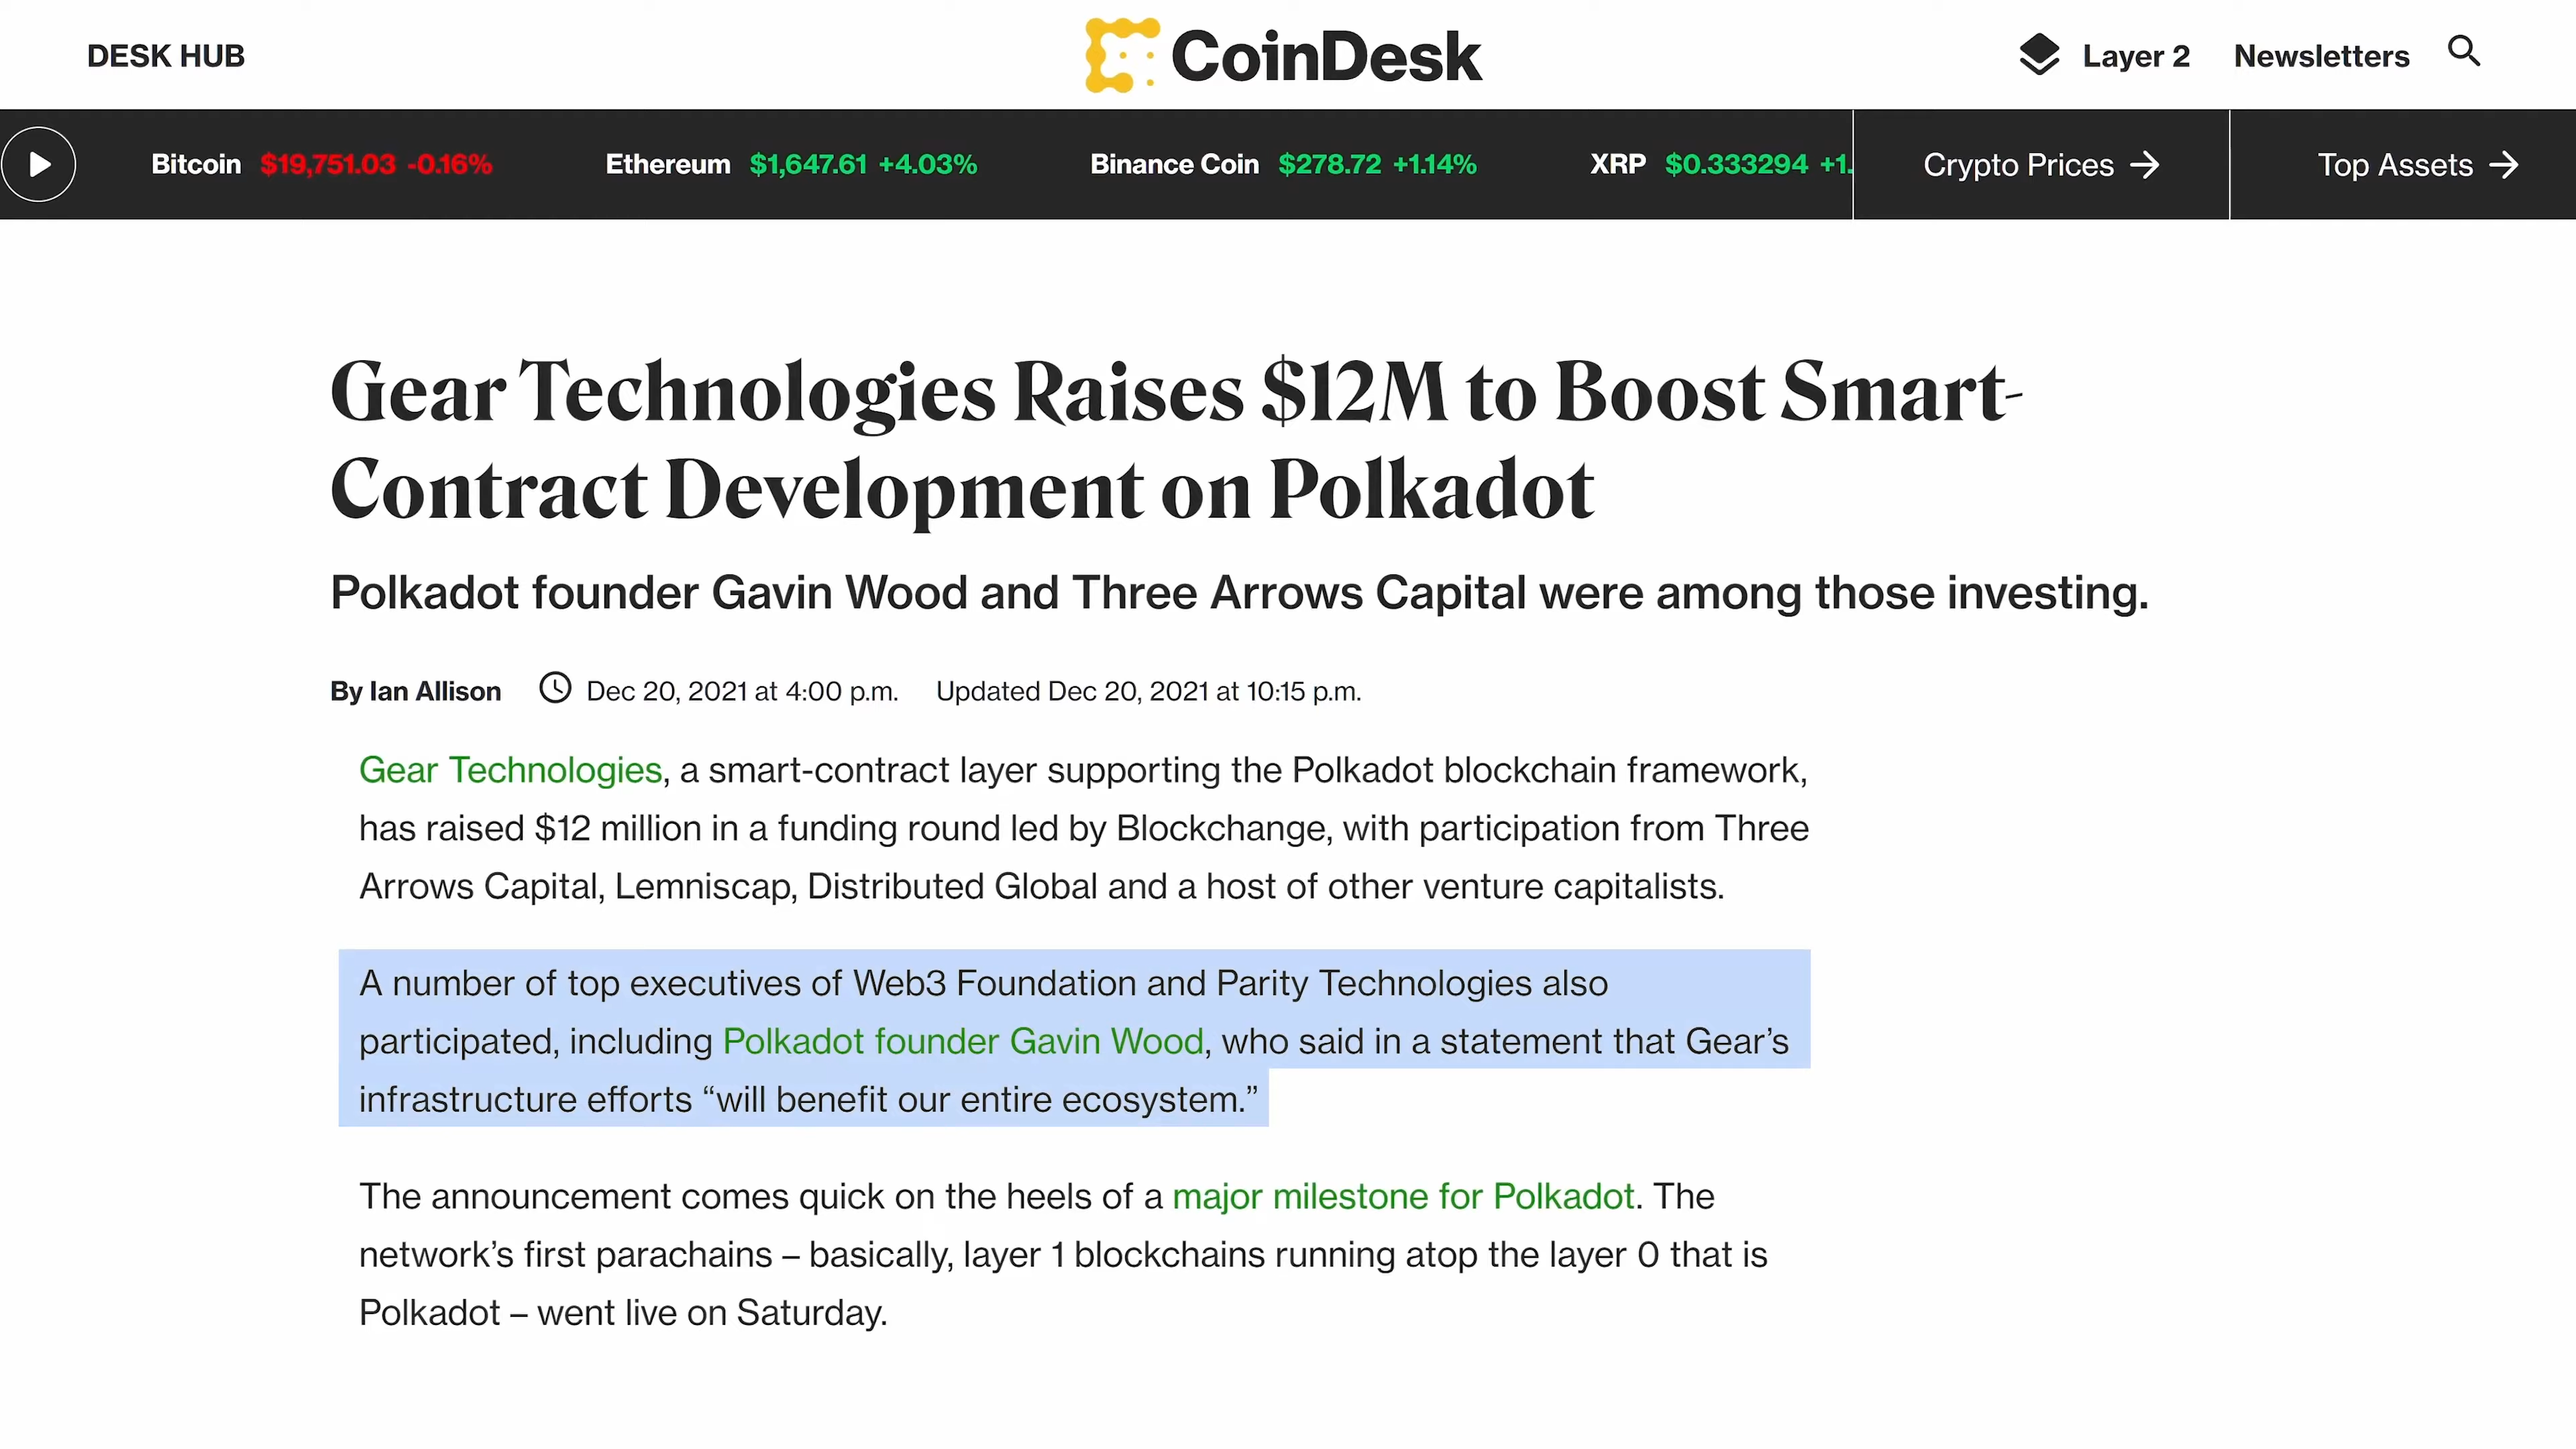 DESK HUB
CoinDesk
Layer 2
Newsletters
Bitcoin $19,751.03 -0.16%
Ethereum $1,647.61 +4.03%
Binance Coin $278.72 +1.14%
XRP $0.333294 +1.
Crypto Prices →
Top Assets →
Gear Technologies Raises $12M to Boost Smart-
Contract Development on Polkadot
Polkadot founder Gavin Wood and Three Arrows Capital were among those investing.
By Ian Allison Dec 20, 2021 at 4:00 p.m. Updated Dec 20, 2021 at 10:15 p.m.
Gear Technologies, a smart-contract layer supporting the Polkadot blockchain framework,
has raised $12 million in a funding round led by Blockchange, with participation from Three
Arrows Capital, Lemniscap, Distributed Global and a host of other venture capitalists.
A number of top executives of Web3 Foundation and Parity Technologies also
participated, including Polkadot founder Gavin Wood, who said in a statement that Gear’s
infrastructure efforts “will benefit our entire ecosystem.”
The announcement comes quick on the heels of a major milestone for Polkadot. The
network’s first parachains – basically, layer 1 blockchains running atop the layer 0 that is
Polkadot – went live on Saturday.